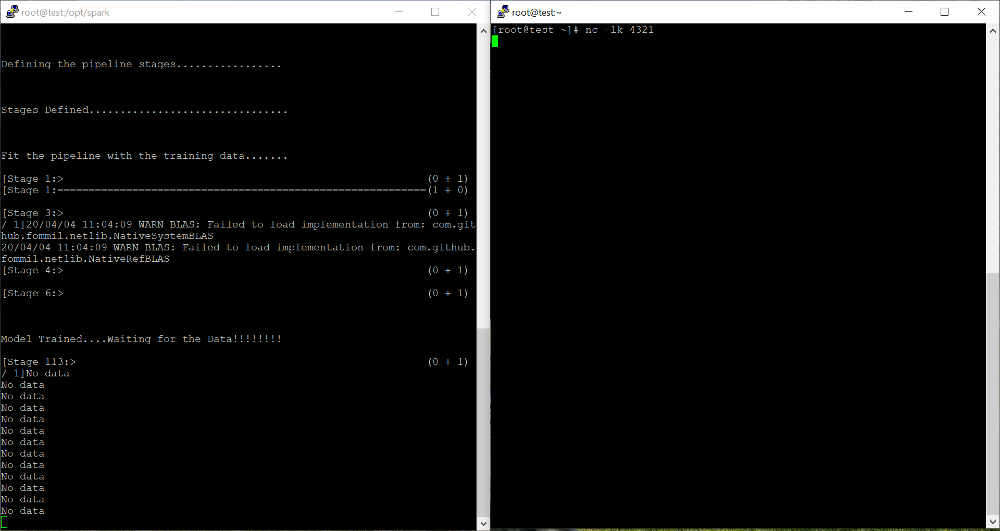 root@test:/opt/spark
Defining the pipeline stages.................
Stages Defined................................
Fit the pipeline with the training data.......
[Stage 1:> (0 + 1)
[Stage 1:===========================================================(1 + 0)
[Stage 3:> (0 + 1)
/ 1]20/04/04 11:04:09 WARN BLAS: Failed to load implementation from: com.git
hub.fommil.netlib.NativeSystemBLAS
20/04/04 11:04:09 WARN BLAS: Failed to load implementation from: com.github.
fommil.netlib.NativeRefBLAS
[Stage 4:> (0 + 1)
[Stage 6:> (0 + 1)
Model Trained....Waiting for the Data!!!!!!!!
[Stage 113:> (0 + 1)
/ 1]No data
No data
No data
No data
No data
No data
No data
No data
No data
No data
No data
No data
No data
root@test:~
[root@test ~]# nc -lk 4321